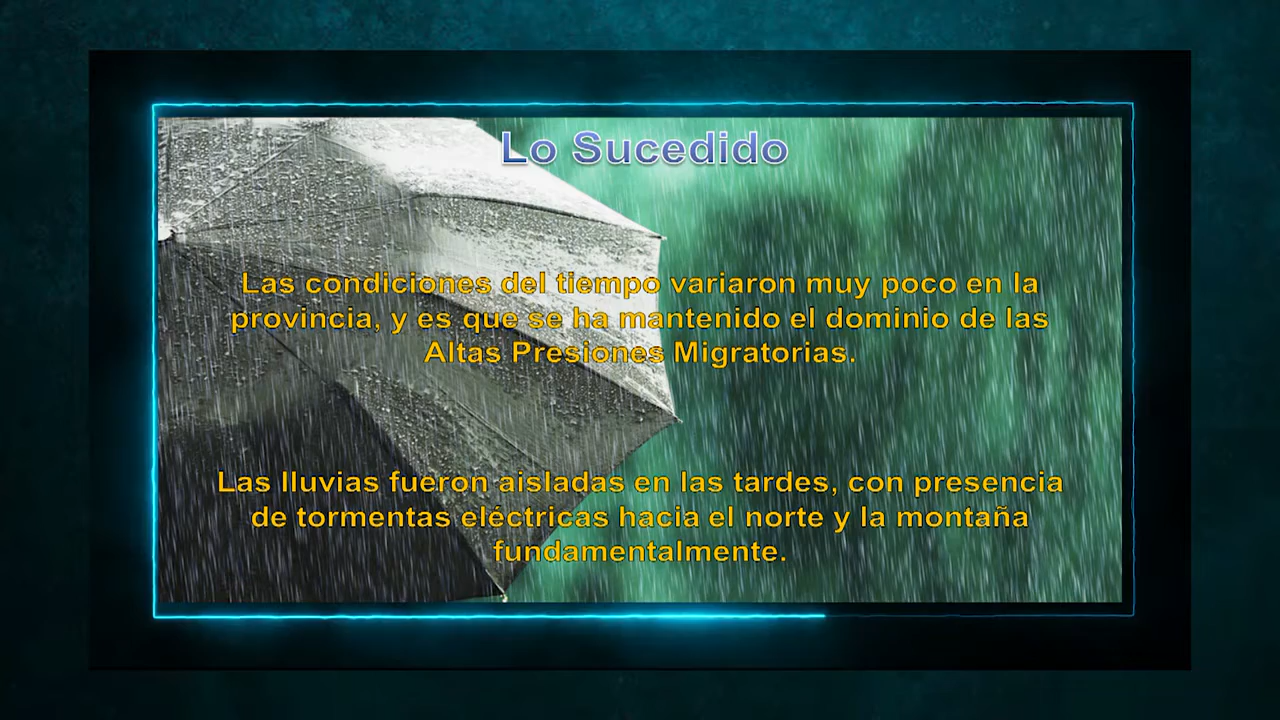 Lo Sucedido
Las condiciones del tiempo variaron muy poco en la
provincia, y es que se ha mantenido el dominio de las
Altas Presiones Migratorias.
Las lluvias fueron aisladas en las tardes, con presencia
de tormentas eléctricas hacia el norte y la montaña
fundamentalmente.